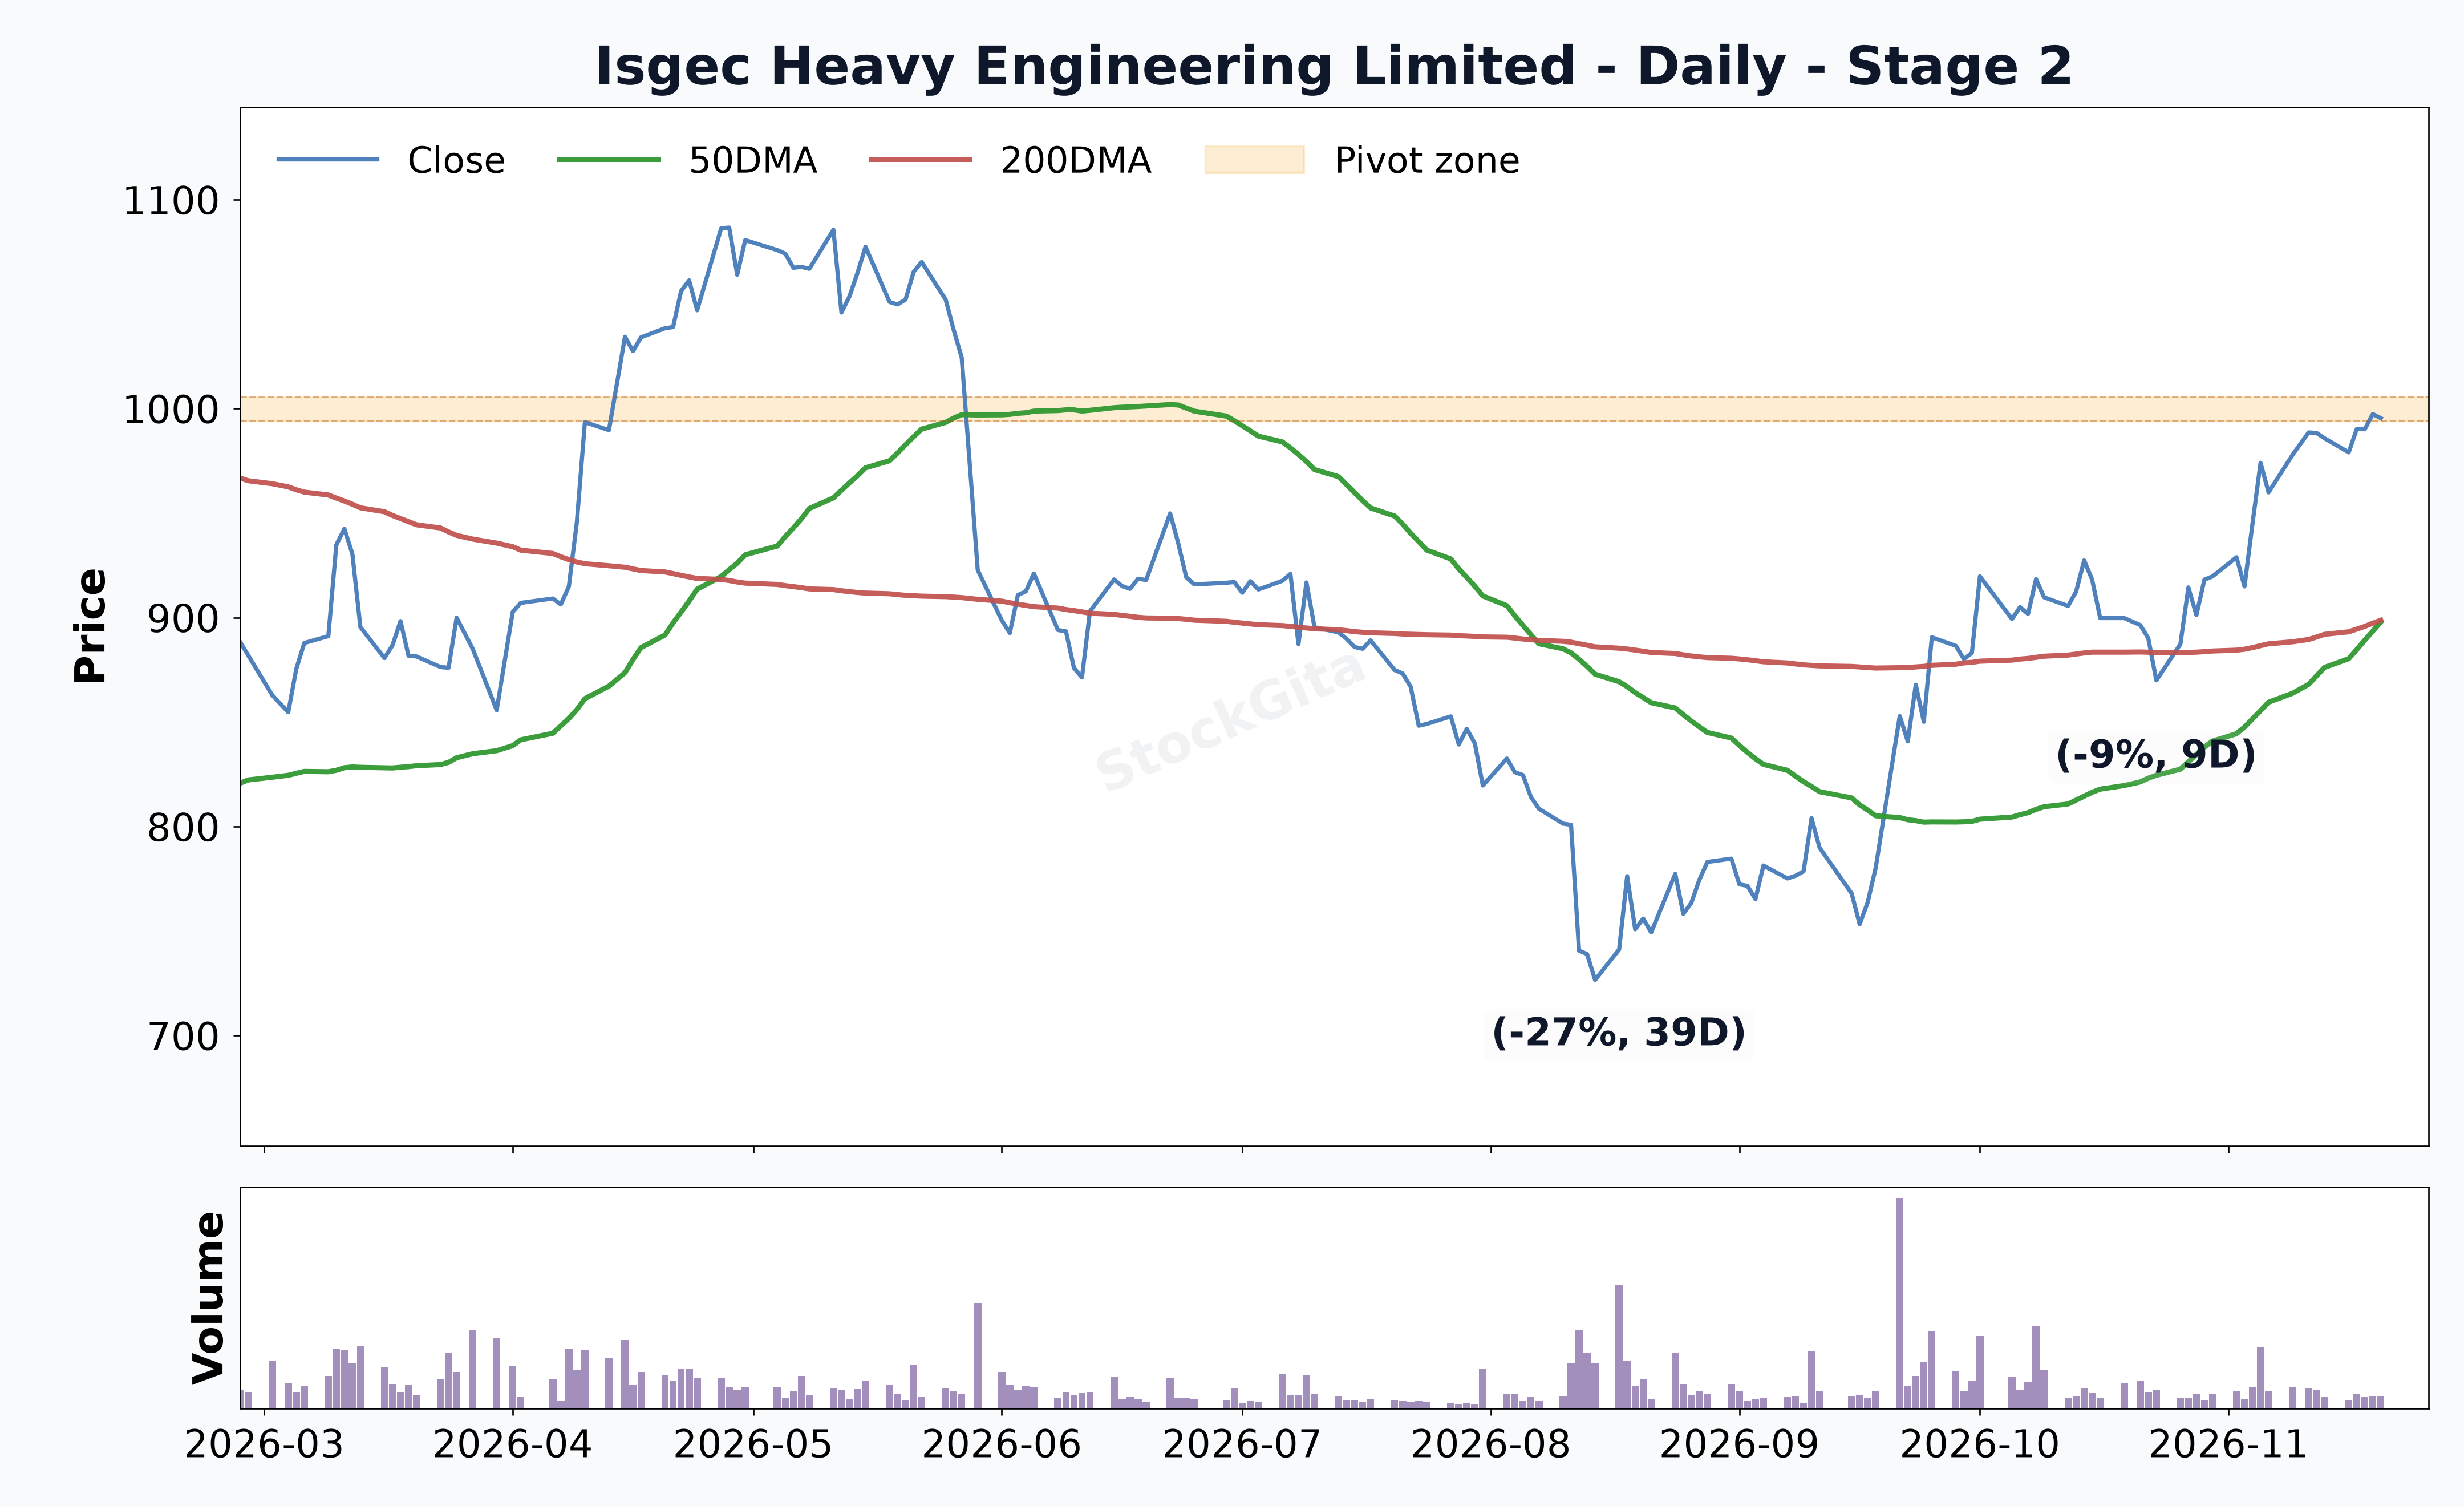 Isgec Heavy Engineering Limited - Daily - Stage 2
Close 50DMA 200DMA Pivot zone
1100
1000
900
800
700
Price
StockGita
(-9%, 9D)
(-27%, 39D)
Volume
2026-03 2026-04 2026-05 2026-06 2026-07 2026-08 2026-09 2026-10 2026-11